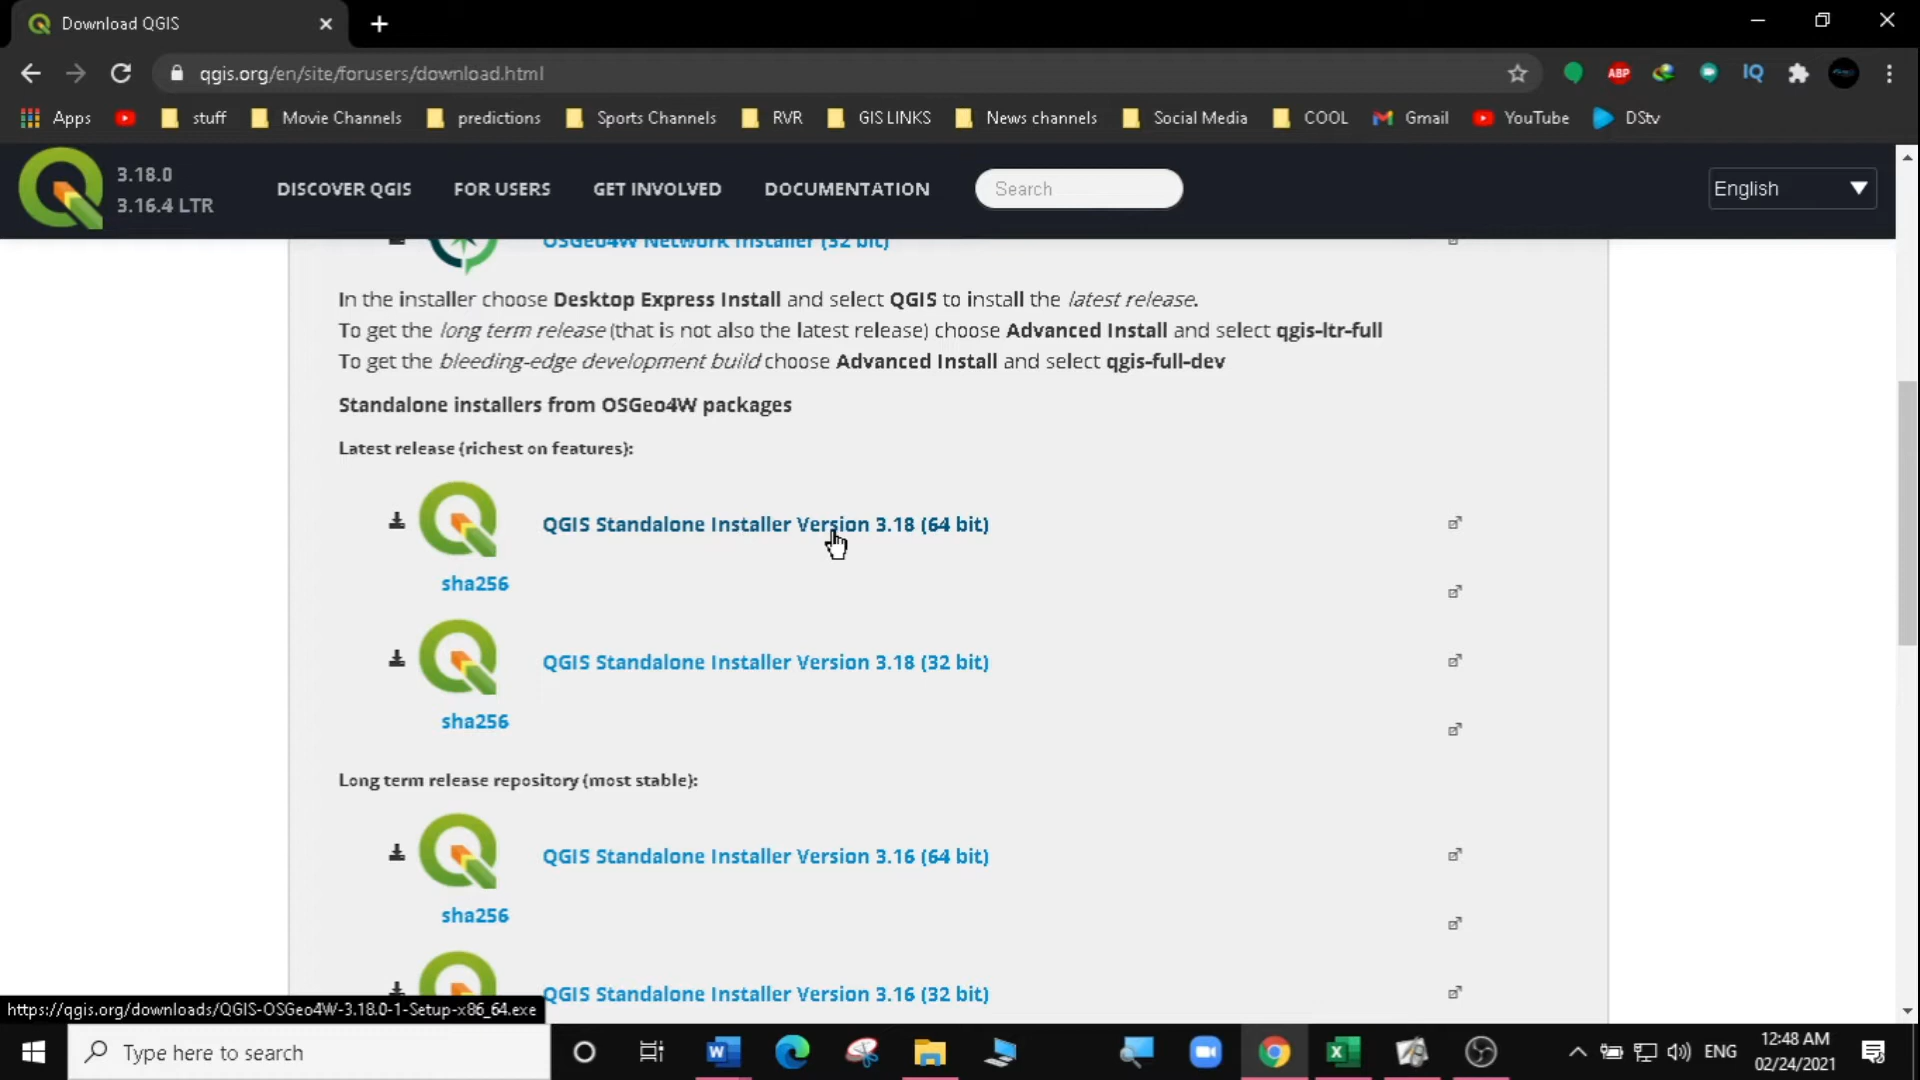 Download QGIS
qgis.org/en/site/forusers/download.html
ABP
IQ
Apps
stuff
Movie Channels
predictions
Sports Channels
RVR
GIS LINKS
News channels
Social Media
COOL
Gmail
YouTube
DStv
3.18.0
3.16.4 LTR
DISCOVER QGIS
FOR USERS
GET INVOLVED
DOCUMENTATION
Search
English
OSGeo4W Network Installer (32 bit)
In the installer choose Desktop Express Install and select QGIS to install the latest release.
To get the long term release (that is not also the latest release) choose Advanced Install and select qgis-ltr-full
To get the bleeding-edge development build choose Advanced Install and select qgis-full-dev
Standalone installers from OSGeo4W packages
Latest release (richest on features):
QGIS Standalone Installer Version 3.18 (64 bit)
sha256
QGIS Standalone Installer Version 3.18 (32 bit)
sha256
Long term release repository (most stable):
QGIS Standalone Installer Version 3.16 (64 bit)
sha256
QGIS Standalone Installer Version 3.16 (32 bit)
https://qgis.org/downloads/QGIS-OSGeo4W-3.18.0-1-Setup-x86_64.exe
Type here to search
ENG
12:48 AM
02/24/2021